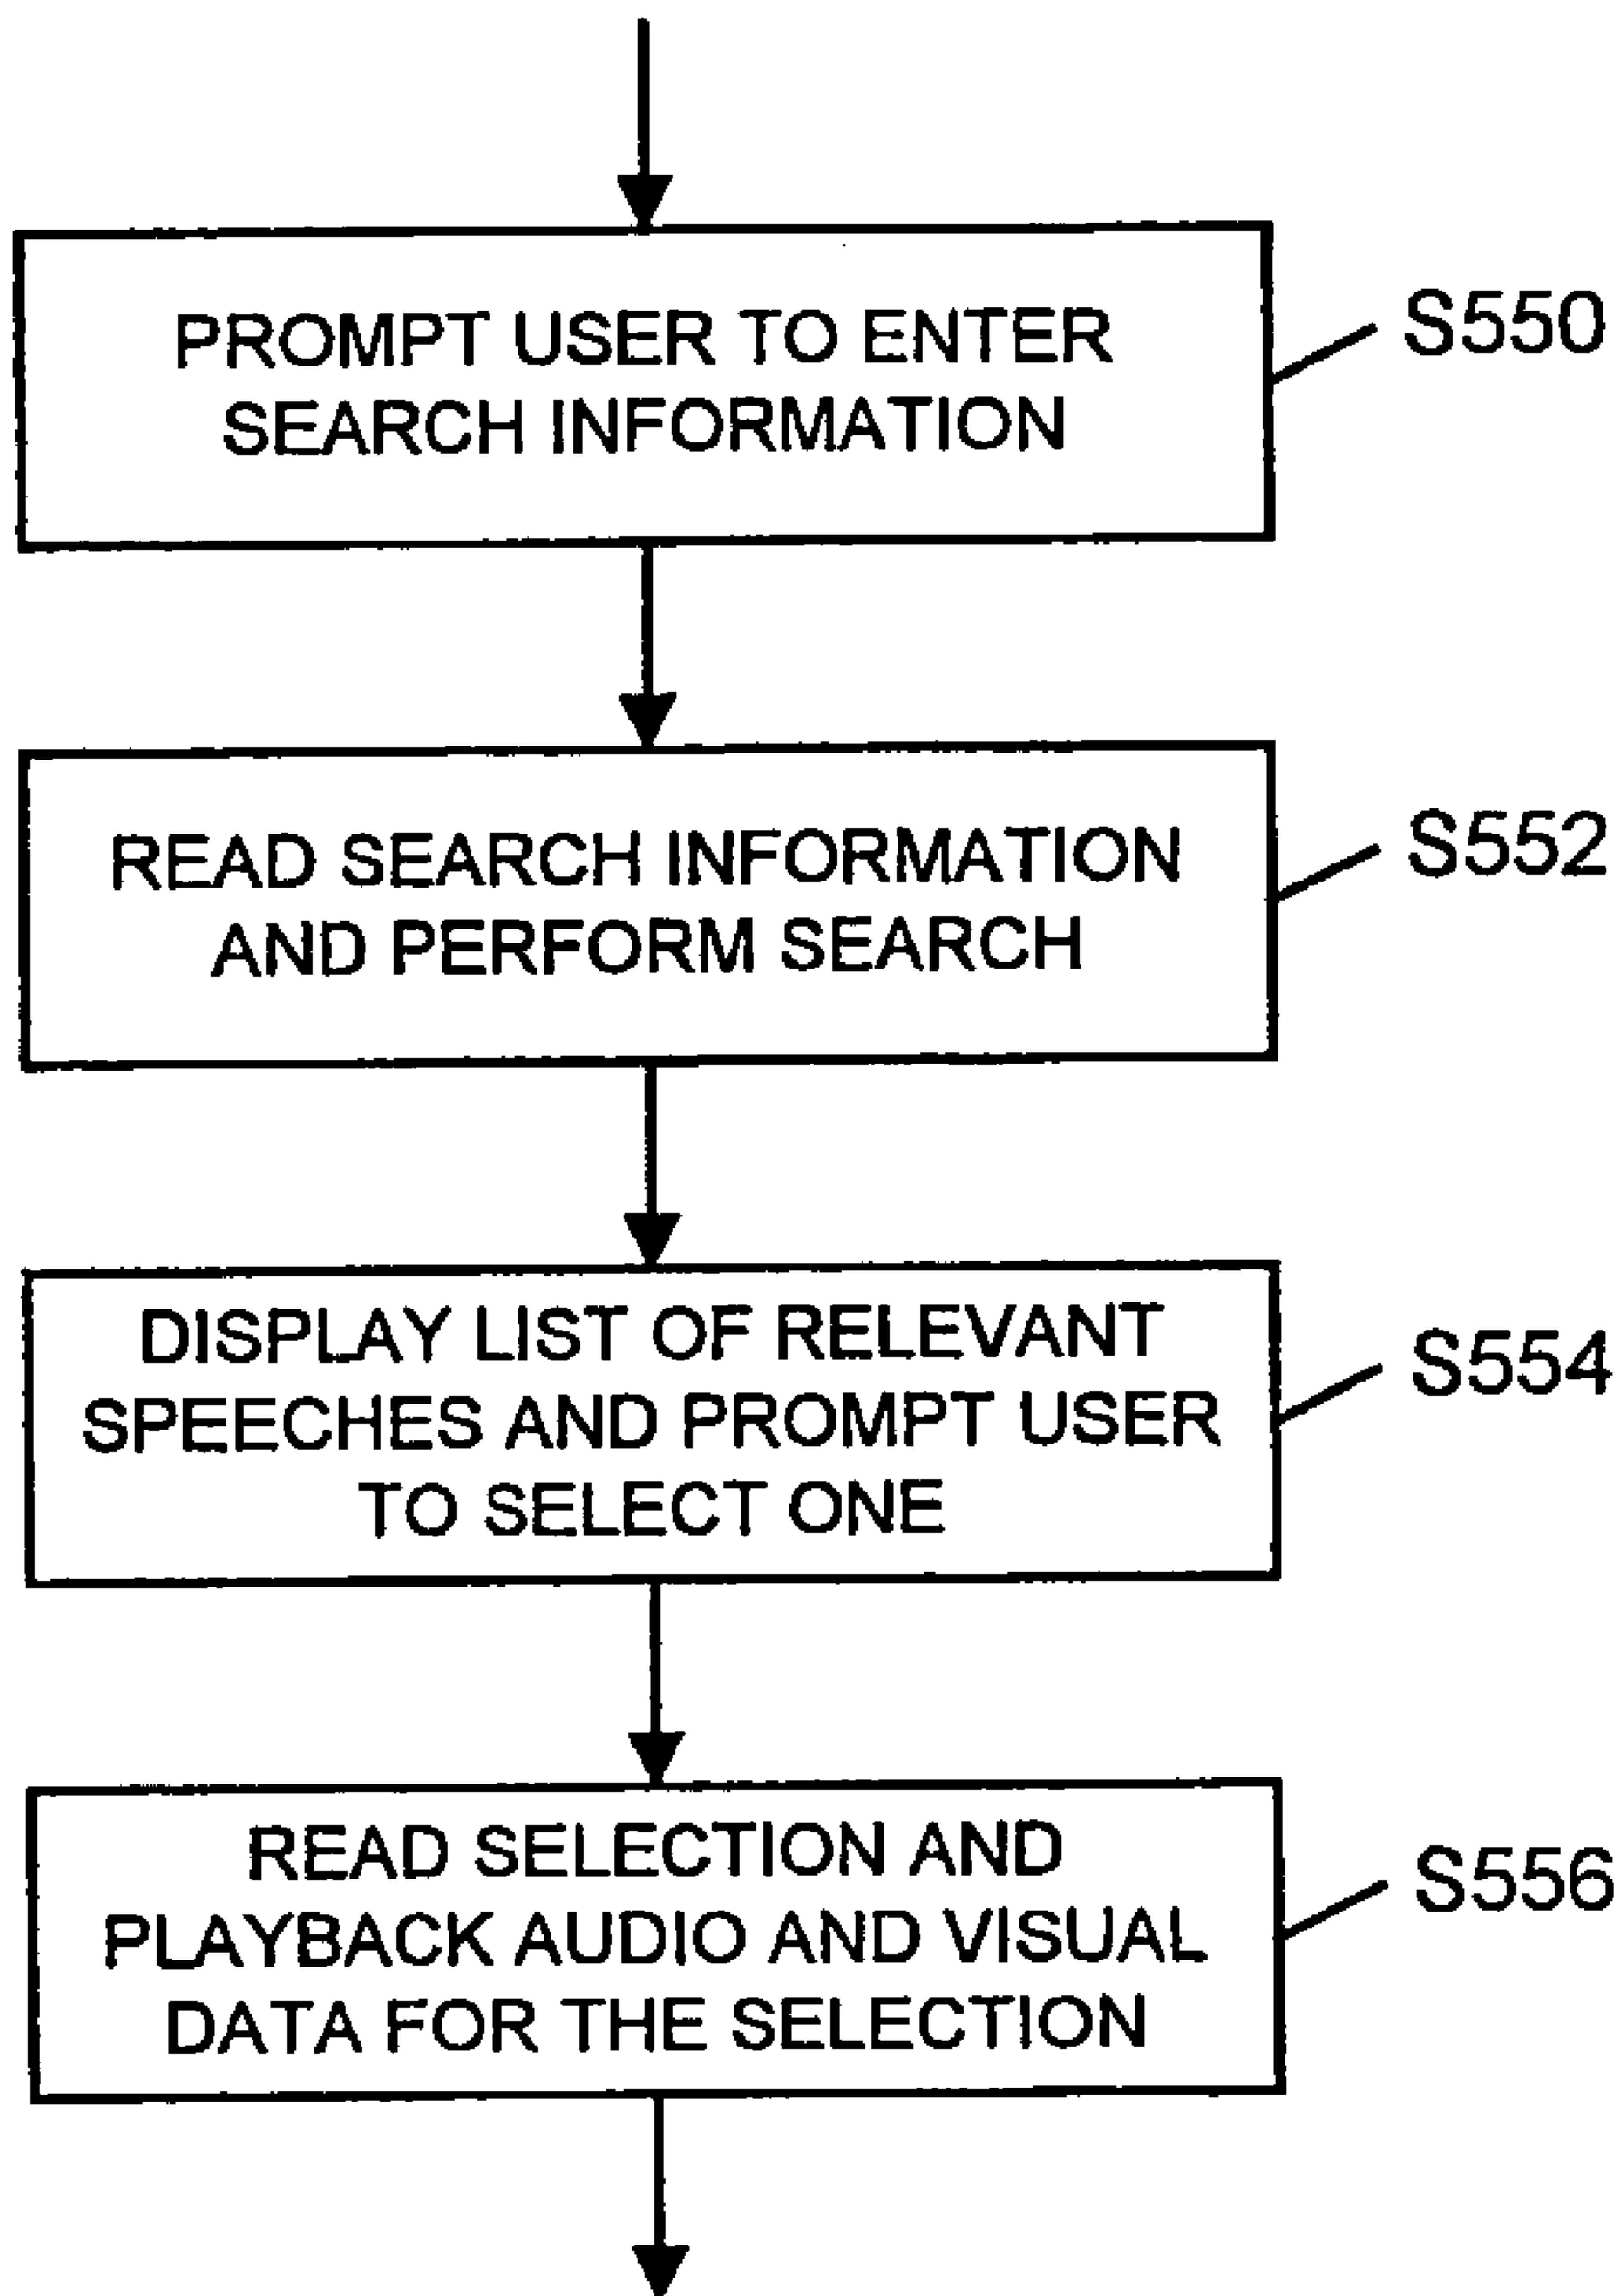 PROMPT USER TO ENTER
SEARCH INFORMATION
S550
READ SEARCH INFORMATION
AND PERFORM SEARCH
S552
DISPLAY LIST OF RELEVANT
SPEECHES AND PROMPT USER
TO SELECT ONE
S554
READ SELECTION AND
PLAYBACK AUDIO AND VISUAL
DATA FOR THE SELECTION
S556